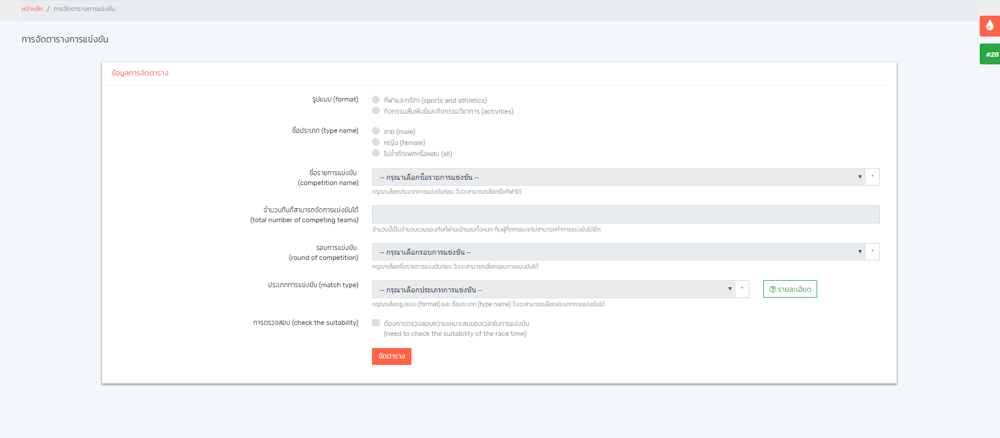 หน้าหลัก / การจัดตารางการแข่งขัน
การจัดตารางการแข่งขัน
#28
ข้อมูลการจัดตาราง
รูปแบบ (format)
กีฬาและกรีฑา (sports and athletics)
กิจกรรมสัมพันธ์และกิจกรรมวิชาการ (activities)
ชื่อประเภท (type name)
ชาย (male)
หญิง (female)
ไม่จำกัดเพศหรือผสม (all)
ชื่อรายการแข่งขัน
(competition name)
-- กรุณาเลือกชื่อรายการแข่งขัน -- *
กรุณาเลือกประเภทการแข่งขันก่อน จึงจะสามารถเลือกชื่อกีฬาได้
จำนวนทีมที่สามารถจัดการแข่งขันได้
(total number of competing teams)
จำนวนนี้เป็นจำนวนรวมของทีมที่ผ่านเข้ารอบทั้งหมด ทีมผู้ที่ตกรอบจะไม่สามารถทำการแข่งขันได้อีก
รอบการแข่งขัน
(round of competition)
-- กรุณาเลือกรอบการแข่งขัน -- *
กรุณาเลือกชื่อรายการแข่งขันก่อน จึงจะสามารถเลือกรอบการแข่งขันได้
ประเภทการแข่งขัน (match type)
-- กรุณาเลือกประเภทการแข่งขัน -- *
รายละเอียด
กรุณาเลือกรูปแบบ (format) และ ชื่อประเภท (type name) จึงจะสามารถเลือกประเภทการแข่งขันได้
การตรวจสอบ (check the suitability)
ต้องการตรวจสอบความเหมาะสมของเวลาในการแข่งขัน
(need to check the suitability of the race time)
จัดตาราง